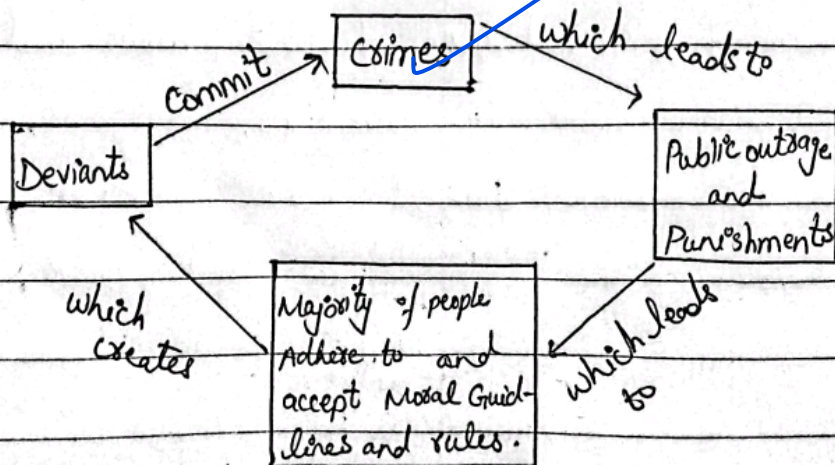 Crimes
which leads to
commit
Deviants
Public outrage
and
Punishments
which leads
to
Majority of people
Adhere to and
accept Moral Guid-
lines and rules.
which
creates